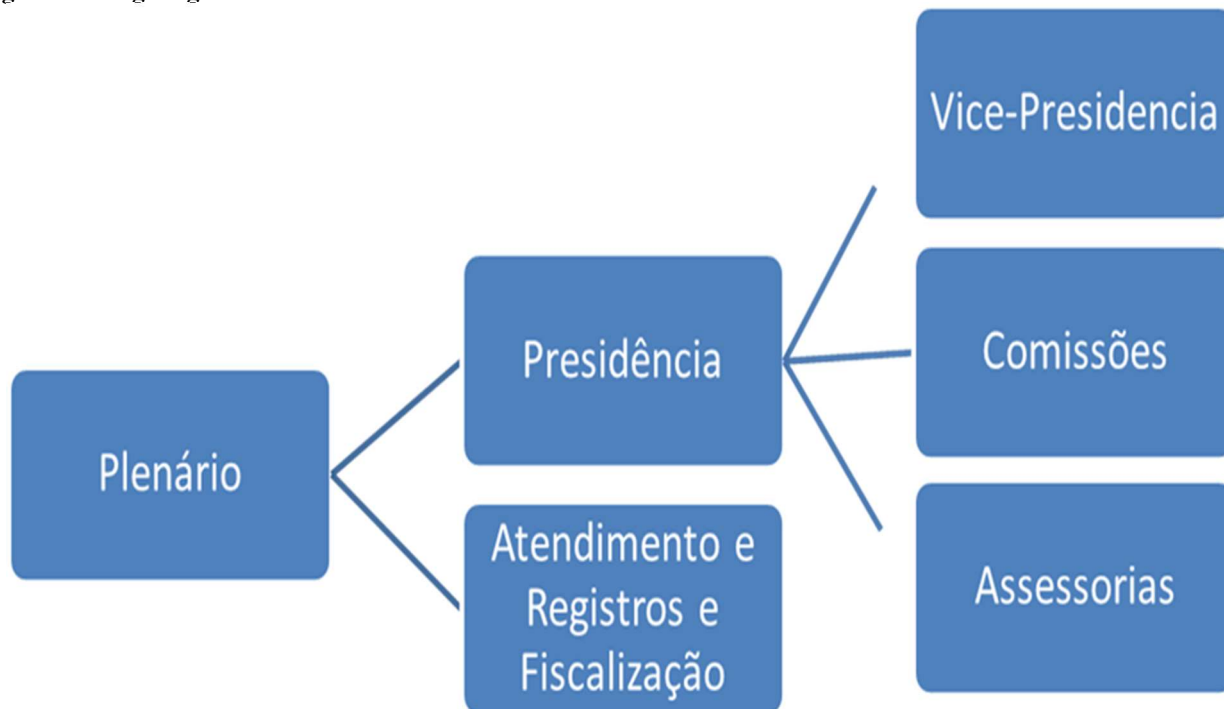 Plenário
Presidência
Atendimento e
Registros e
Fiscalização
Vice-Presidencia
Comissões
Assessorias